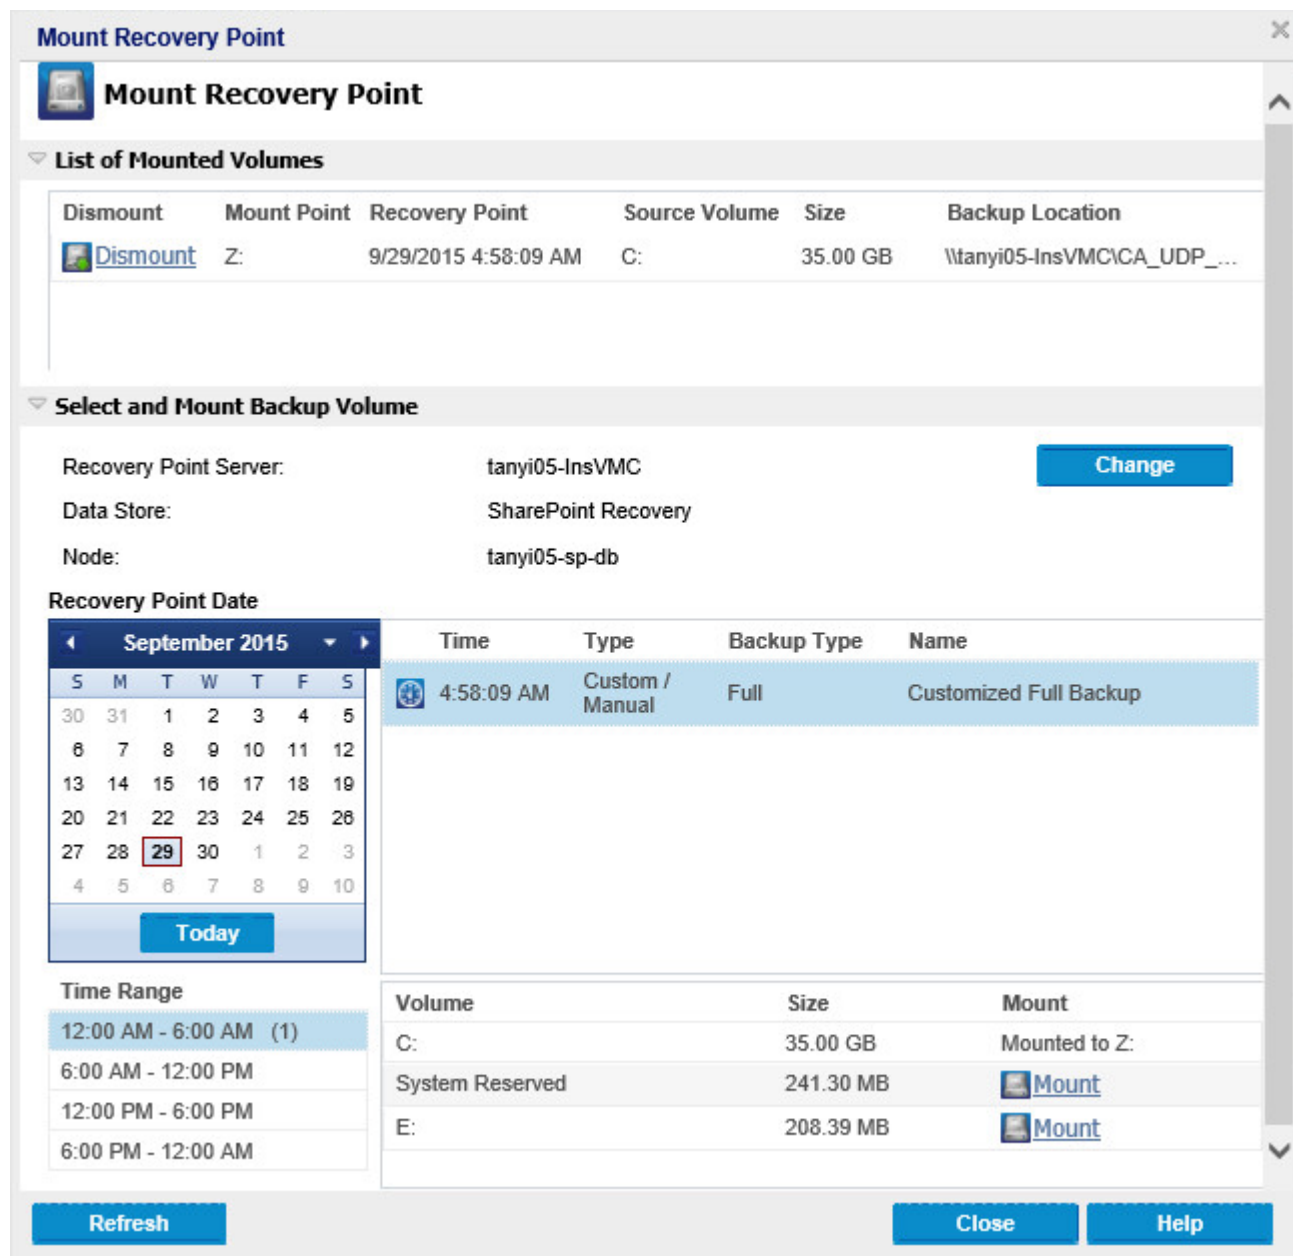 Mount Recovery Point
Mount Recovery Point
List of Mounted Volumes
Dismount Mount Point Recovery Point Source Volume Size Backup Location
Dismount Z: 9/29/2015 4:58:09 AM C: 35.00 GB \\tanyi05-InsVMC\CA_UDP_...
Select and Mount Backup Volume
Recovery Point Server: tanyi05-InsVMC Change
Data Store: SharePoint Recovery
Node: tanyi05-sp-db
Recovery Point Date
September 2015
S M T W T F S
30 31 1 2 3 4 5
6 7 8 9 10 11 12
13 14 15 16 17 18 19
20 21 22 23 24 25 26
27 28 29 30 1 2 3
4 5 6 7 8 9 10
Today
Time Type Backup Type Name
4:58:09 AM Custom / Manual Full Customized Full Backup
Time Range
12:00 AM - 6:00 AM (1)
6:00 AM - 12:00 PM
12:00 PM - 6:00 PM
6:00 PM - 12:00 AM
Volume Size Mount
C: 35.00 GB Mounted to Z:
System Reserved 241.30 MB Mount
E: 208.39 MB Mount
Refresh Close Help